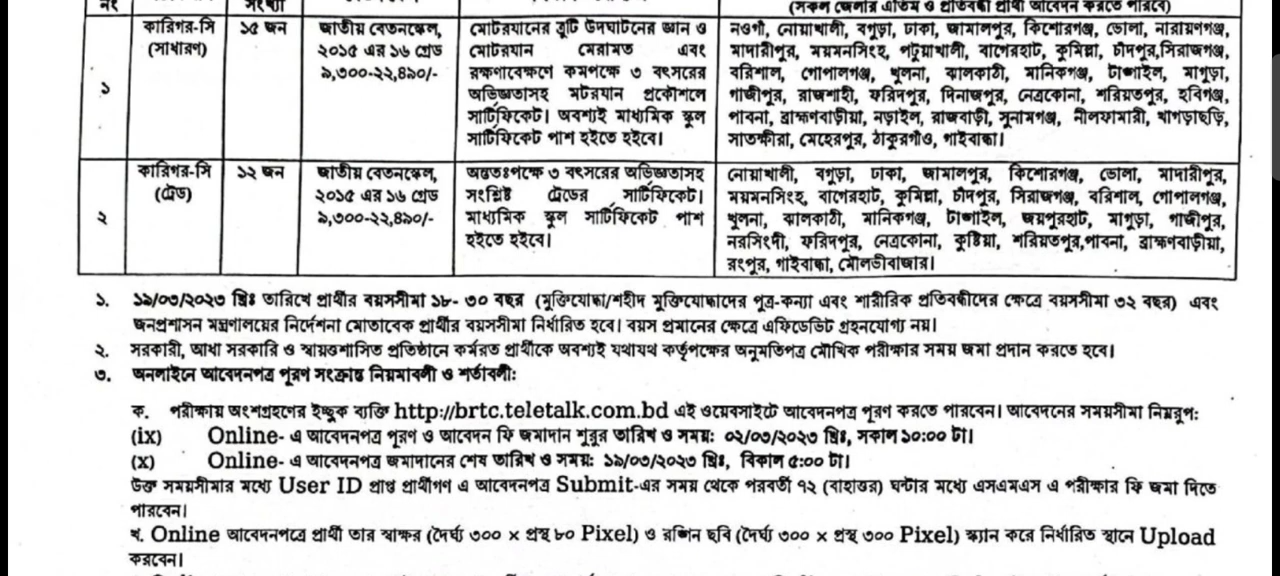 নং সংখ্যা (সকল জেলার এতিম ও প্রতিবন্ধী প্রার্থী আবেদন করতে পারবে)
১
কারিগর-সি
(সাধারণ)
১৫ জন
জাতীয় বেতনস্কেল,
২০১৫ এর ১৬ গ্রেড
৯,৩০০-২২,৪৯০/-
মোটরযানের ত্রুটি উদঘাটনের জ্ঞান ও
মোটরযান মেরামত এবং
রক্ষণাবেক্ষণে কমপক্ষে ৩ বৎসরের
অভিজ্ঞতাসহ মটরযান প্রকৌশলে
সার্টিফিকেট। অবশ্যই মাধ্যমিক স্কুল
সার্টিফিকেট পাশ হইতে হইবে।
নওগাঁ, নোয়াখালী, বগুড়া, ঢাকা, জামালপুর, কিশোরগঞ্জ, ভোলা, নারায়ণগঞ্জ,
মাদারীপুর, ময়মনসিংহ, পটুয়াখালী, বাগেরহাট, কুমিল্লা, চাঁদপুর,সিরাজগঞ্জ,
বরিশাল, গোপালগঞ্জ, খুলনা, ঝালকাঠী, মানিকগঞ্জ, টাঙ্গাইল, মাগুড়া,
গাজীপুর, রাজশাহী, ফরিদপুর, দিনাজপুর, নেত্রকোনা, শরিয়তপুর, হবিগঞ্জ,
পাবনা, ব্রাহ্মণবাড়ীয়া, নড়াইল, রাজবাড়ী, সুনামগঞ্জ, নীলফামারী, খাগড়াছড়ি,
সাতক্ষীরা, মেহেরপুর, ঠাকুরগাঁও, গাইবান্ধা।
২
কারিগর-সি
(ট্রেড)
১২ জন
জাতীয় বেতনস্কেল,
২০১৫ এর ১৬ গ্রেড
৯,৩০০-২২,৪৯০/-
অন্ততঃপক্ষে ৩ বৎসরের অভিজ্ঞতাসহ
সংশ্লিষ্ট ট্রেডের সার্টিফিকেট।
মাধ্যমিক স্কুল সার্টিফিকেট পাশ
হইতে হইবে।
নোয়াখালী, বগুড়া, ঢাকা, জামালপুর, কিশোরগঞ্জ, ভোলা, মাদারীপুর,
ময়মনসিংহ, বাগেরহাট, কুমিল্লা, চাঁদপুর, সিরাজগঞ্জ, বরিশাল, গোপালগঞ্জ,
খুলনা, ঝালকাঠী, মানিকগঞ্জ, টাঙ্গাইল, জয়পুরহাট, মাগুড়া, গাজীপুর,
নরসিংদী, ফরিদপুর, নেত্রকোনা, কুষ্টিয়া, শরিয়তপুর,পাবনা, ব্রাহ্মণবাড়ীয়া,
রংপুর, গাইবান্ধা, মৌলভীবাজার।
১. ১৯/০৩/২০২৩ খ্রিঃ তারিখে প্রার্থীর বয়সসীমা ১৮- ৩০ বছর (মুক্তিযোদ্ধা/শহীদ মুক্তিযোদ্ধাদের পুত্র-কন্যা এবং শারীরিক প্রতিবন্ধীদের ক্ষেত্রে বয়সসীমা ৩২ বছর) এবং
জনপ্রশাসন মন্ত্রণালয়ের নির্দেশনা মোতাবেক প্রার্থীর বয়সসীমা নির্ধারিত হবে। বয়স প্রমানের ক্ষেত্রে এফিডেভিট গ্রহনযোগ্য নয়।
২. সরকারী, আধা সরকারি ও স্বায়ত্তশাসিত প্রতিষ্ঠানে কর্মরত প্রার্থীকে অবশ্যই যথাযথ কর্তৃপক্ষের অনুমতিপত্র মৌখিক পরীক্ষার সময় জমা প্রদান করতে হবে।
৩. অনলাইনে আবেদনপত্র পূরণ সংক্রান্ত নিয়মাবলী ও শর্তাবলী:
ক. পরীক্ষায় অংশগ্রহণের ইচ্ছুক ব্যক্তি http://brtc.teletalk.com.bd এই ওয়েবসাইটে আবেদনপত্র পূরণ করতে পারবেন। আবেদনের সময়সীমা নিম্নরুপ:
(ix) Online- এ আবেদনপত্র পূরণ ও আবেদন ফি জমাদান শুরুর তারিখ ও সময়: ০২/০৩/২০২৩ খ্রিঃ, সকাল ১০:০০ টা।
(x) Online- এ আবেদনপত্র জমাদানের শেষ তারিখ ও সময়: ১৯/০৩/২০২৩ খ্রিঃ, বিকাল ৫:০০ টা।
উক্ত সময়সীমার মধ্যে User ID প্রাপ্ত প্রার্থীগণ এ আবেদনপত্র Submit-এর সময় থেকে পরবর্তী ৭২ (বাহাত্তর) ঘন্টার মধ্যে এসএমএস এ পরীক্ষার ফি জমা দিতে
পারবেন।
খ. Online আবেদনপত্রে প্রার্থী তার স্বাক্ষর (দৈর্ঘ্য ৩০০ × প্রস্থ ৮০ Pixel) ও রঙ্গিন ছবি (দৈর্ঘ্য ৩০০ × প্রস্থ ৩০০ Pixel) স্ক্যান করে নির্ধারিত স্থানে Upload
করবেন।